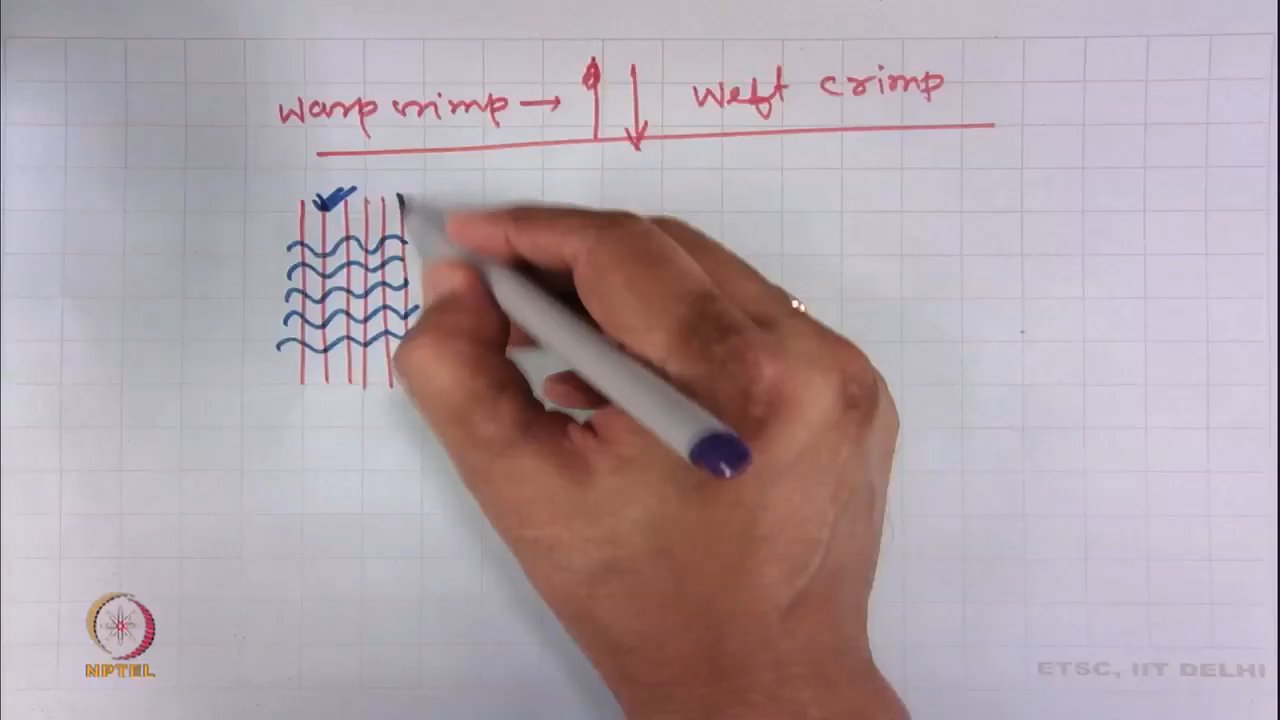 Warp crimp → ↑ ↓ Weft crimp
NPTEL
ETSC, IIT DELHI